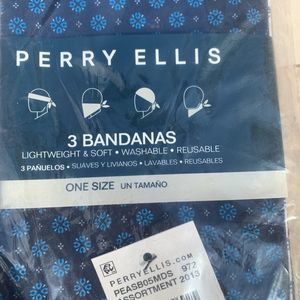 PERRY ELLIS
3 BANDANAS
LIGHTWEIGHT & SOFT • WASHABLE • REUSABLE
3 PAÑUELOS • SUAVES Y LIVIANOS • LAVABLES • REUSABLES
ONE SIZE UN TAMAÑO
PERRYELLIS.COM
PEASB05MDS 972
ASSORTMENT 2013